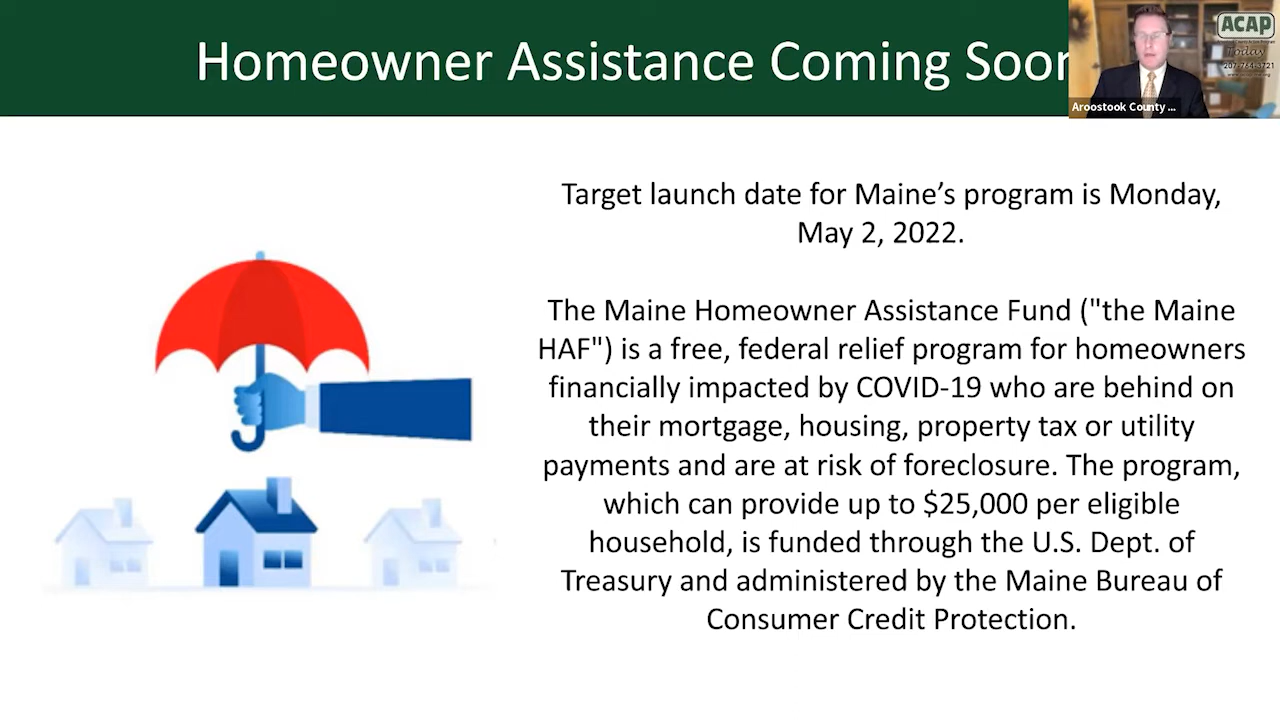 Homeowner Assistance Coming Soon
ACAP
Today
207-764-3721
Aroostook County ...
Target launch date for Maine’s program is Monday,
May 2, 2022.
The Maine Homeowner Assistance Fund ("the Maine
HAF") is a free, federal relief program for homeowners
financially impacted by COVID-19 who are behind on
their mortgage, housing, property tax or utility
payments and are at risk of foreclosure. The program,
which can provide up to $25,000 per eligible
household, is funded through the U.S. Dept. of
Treasury and administered by the Maine Bureau of
Consumer Credit Protection.